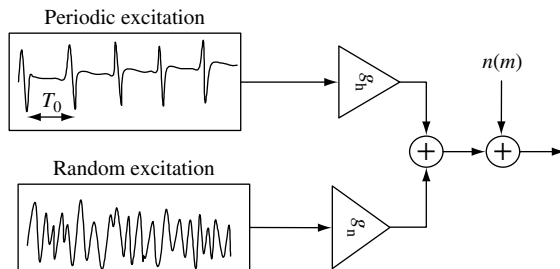 Periodic excitation
T0
gh
n(m)
+
+
Random excitation
gn